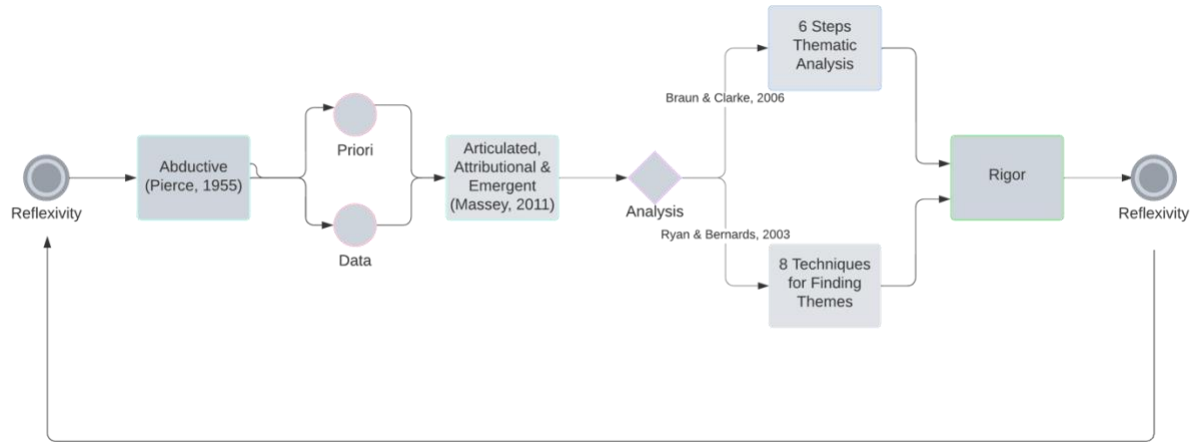 Reflexivity
Abductive
(Pierce, 1955)
Priori
Data
Articulated,
Attributional &
Emergent
(Massey, 2011)
Analysis
Braun & Clarke, 2006
Ryan & Bernards, 2003
6 Steps
Thematic
Analysis
8 Techniques
for Finding
Themes
Rigor
Reflexivity